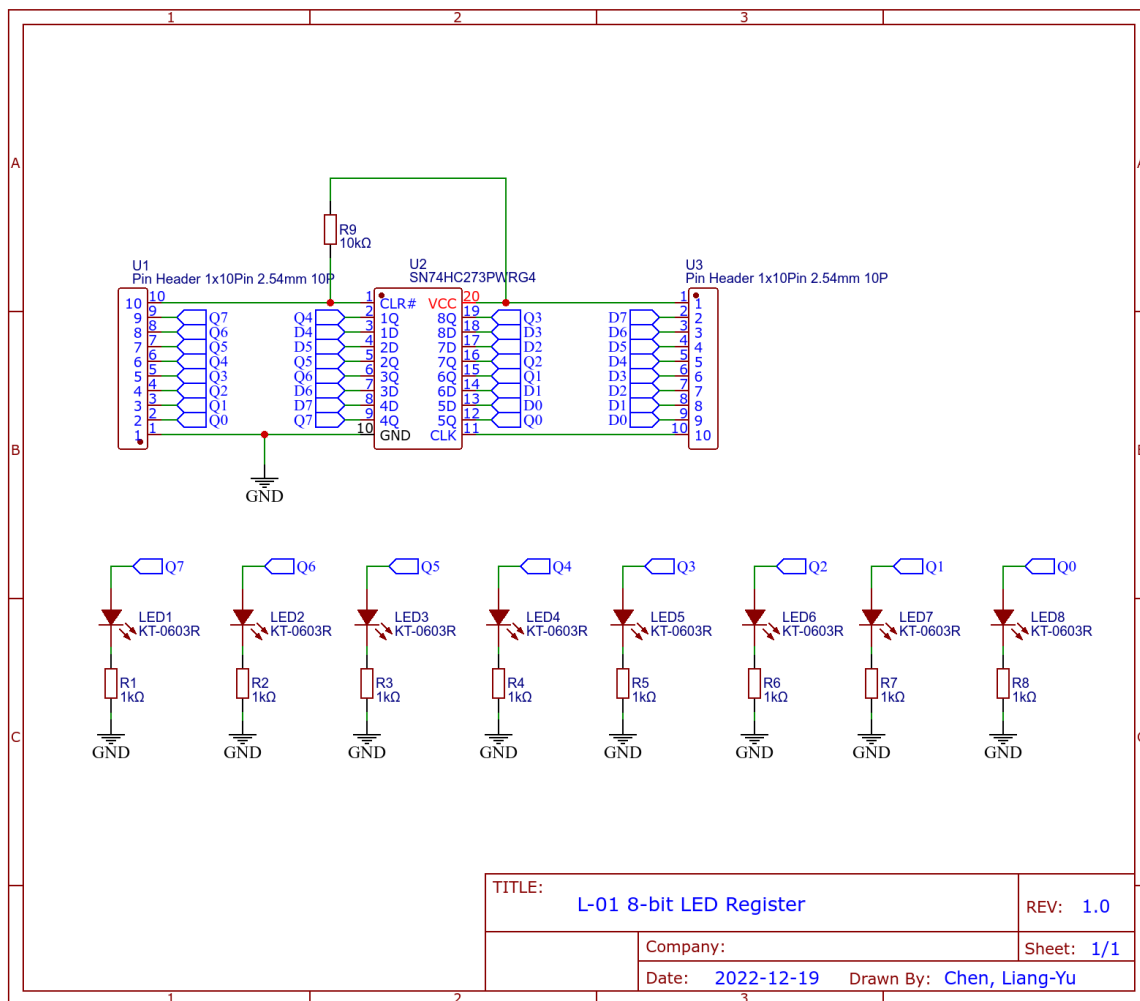 1 2 3
A
R9
10kΩ
U1
Pin Header 1x10Pin 2.54mm 10P
U2
SN74HC273PWRG4
U3
Pin Header 1x10Pin 2.54mm 10P
10 10 1 CLR# VCC 20 1 1
9 9 Q7 Q4 2 1Q 8Q 19 Q3 D7 2 2
8 8 Q6 D4 3 1D 8D 18 D3 D6 3 3
7 7 Q5 D5 4 2D 7D 17 D2 D5 4 4
6 6 Q4 Q5 5 2Q 7Q 16 Q2 D4 5 5
5 5 Q3 Q6 6 3Q 6Q 15 Q1 D3 6 6
4 4 Q2 D6 7 3D 6D 14 D1 D2 7 7
3 3 Q1 D7 8 4D 5D 13 D0 D1 8 8
2 2 Q0 Q7 9 4Q 5Q 12 Q0 D0 9 9
1 1 10 GND CLK 11 10 10
B
GND
Q7 Q6 Q5 Q4 Q3 Q2 Q1 Q0
LED1 LED2 LED3 LED4 LED5 LED6 LED7 LED8
KT-0603R KT-0603R KT-0603R KT-0603R KT-0603R KT-0603R KT-0603R KT-0603R
R1 R2 R3 R4 R5 R6 R7 R8
1kΩ 1kΩ 1kΩ 1kΩ 1kΩ 1kΩ 1kΩ 1kΩ
C
GND GND GND GND GND GND GND GND
TITLE:
L-01 8-bit LED Register
REV: 1.0
Company:
Sheet: 1/1
Date: 2022-12-19 Drawn By: Chen, Liang-Yu
1 2 3